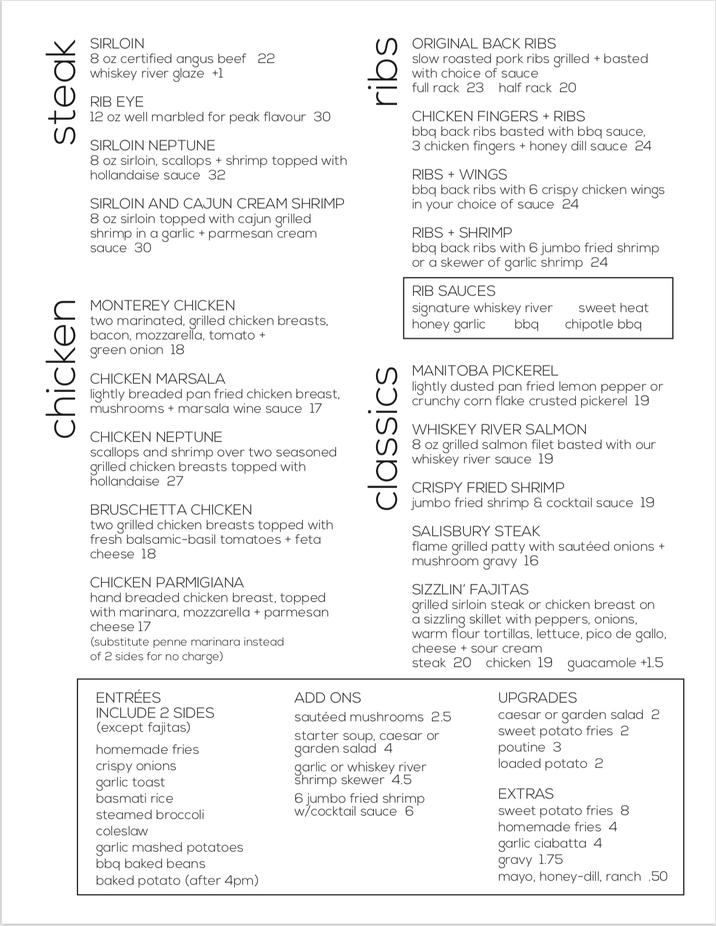 steak
SIRLOIN
8 oz certified angus beef 22
whiskey river glaze +1
RIB EYE
12 oz well marbled for peak flavour 30
SIRLOIN NEPTUNE
8 oz sirloin, scallops + shrimp topped with
hollandaise sauce 32
SIRLOIN AND CAJUN CREAM SHRIMP
8 oz sirloin topped with cajun grilled
shrimp in a garlic + parmesan cream
sauce 30
chicken
MONTEREY CHICKEN
two marinated, grilled chicken breasts,
bacon, mozzarella, tomato +
green onion 18
CHICKEN MARSALA
lightly breaded pan fried chicken breast,
mushrooms + marsala wine sauce 17
CHICKEN NEPTUNE
scallops and shrimp over two seasoned
grilled chicken breasts topped with
hollandaise 27
BRUSCHETTA CHICKEN
two grilled chicken breasts topped with
fresh balsamic-basil tomatoes + feta
cheese 18
CHICKEN PARMIGIANA
hand breaded chicken breast, topped
with marinara, mozzarella + parmesan
cheese 17
(substitute penne marinara instead
of 2 sides for no charge)
ribs
ORIGINAL BACK RIBS
slow roasted pork ribs grilled + basted
with choice of sauce
full rack 23 half rack 20
CHICKEN FINGERS + RIBS
bbq back ribs basted with bbq sauce,
3 chicken fingers + honey dill sauce 24
RIBS + WINGS
bbq back ribs with 6 crispy chicken wings
in your choice of sauce 24
RIBS + SHRIMP
bbq back ribs with 6 jumbo fried shrimp
or a skewer of garlic shrimp 24
RIB SAUCES
signature whiskey river sweet heat
honey garlic bbq chipotle bbq
classics
MANITOBA PICKEREL
lightly dusted pan fried lemon pepper or
crunchy corn flake crusted pickerel 19
WHISKEY RIVER SALMON
8 oz grilled salmon filet basted with our
whiskey river sauce 19
CRISPY FRIED SHRIMP
jumbo fried shrimp & cocktail sauce 19
SALISBURY STEAK
flame grilled patty with sautéed onions +
mushroom gravy 16
SIZZLIN' FAJITAS
grilled sirloin steak or chicken breast on
a sizzling skillet with peppers, onions,
warm flour tortillas, lettuce, pico de gallo,
cheese + sour cream
steak 20 chicken 19 guacamole +1.5
ENTRÉES
INCLUDE 2 SIDES
(except fajitas)
homemade fries
crispy onions
garlic toast
basmati rice
steamed broccoli
coleslaw
garlic mashed potatoes
bbq baked beans
baked potato (after 4pm)
ADD ONS
sautéed mushrooms 2.5
starter soup, caesar or
garden salad 4
garlic or whiskey river
shrimp skewer 4.5
6 jumbo fried shrimp
w/cocktail sauce 6
UPGRADES
caesar or garden salad 2
sweet potato fries 2
poutine 3
loaded potato 2
EXTRAS
sweet potato fries 8
homemade fries 4
garlic ciabatta 4
gravy 1.75
mayo, honey-dill, ranch .50